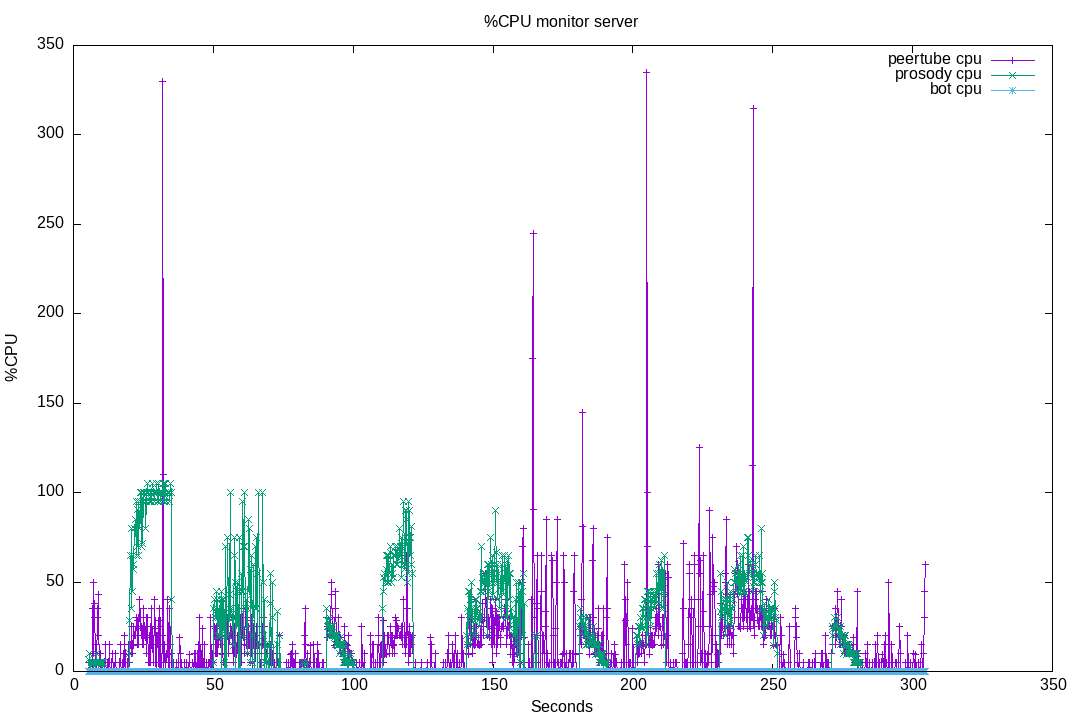 %CPU monitor server
350
300
250
200
150
100
50
0
%CPU
peertube cpu
prosody cpu
bot cpu
0 50 100 150 200 250 300 350
Seconds